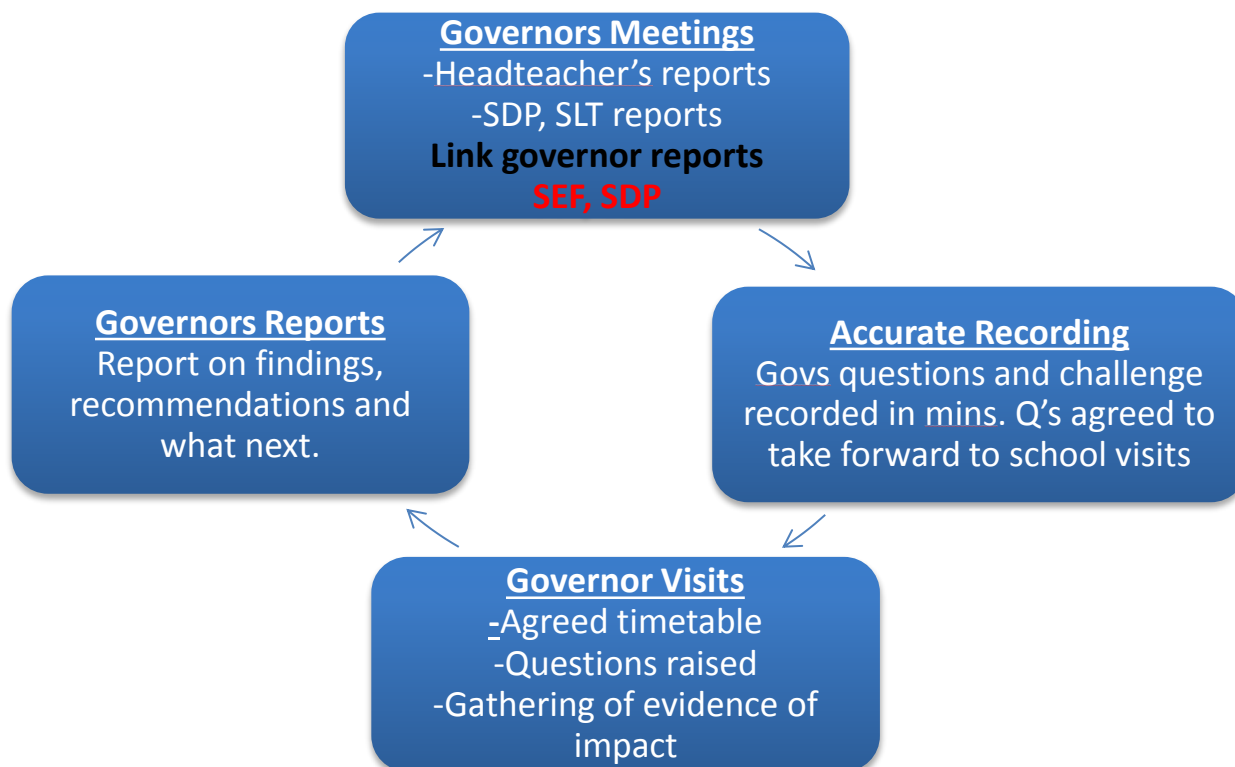 Governors Meetings
-Headteacher’s reports
-SDP, SLT reports
Link governor reports
SEF, SDP
Governors Reports
Report on findings,
recommendations and
what next.
Accurate Recording
Govs questions and challenge
recorded in mins. Q’s agreed to
take forward to school visits
Governor Visits
-Agreed timetable
-Questions raised
-Gathering of evidence of
impact